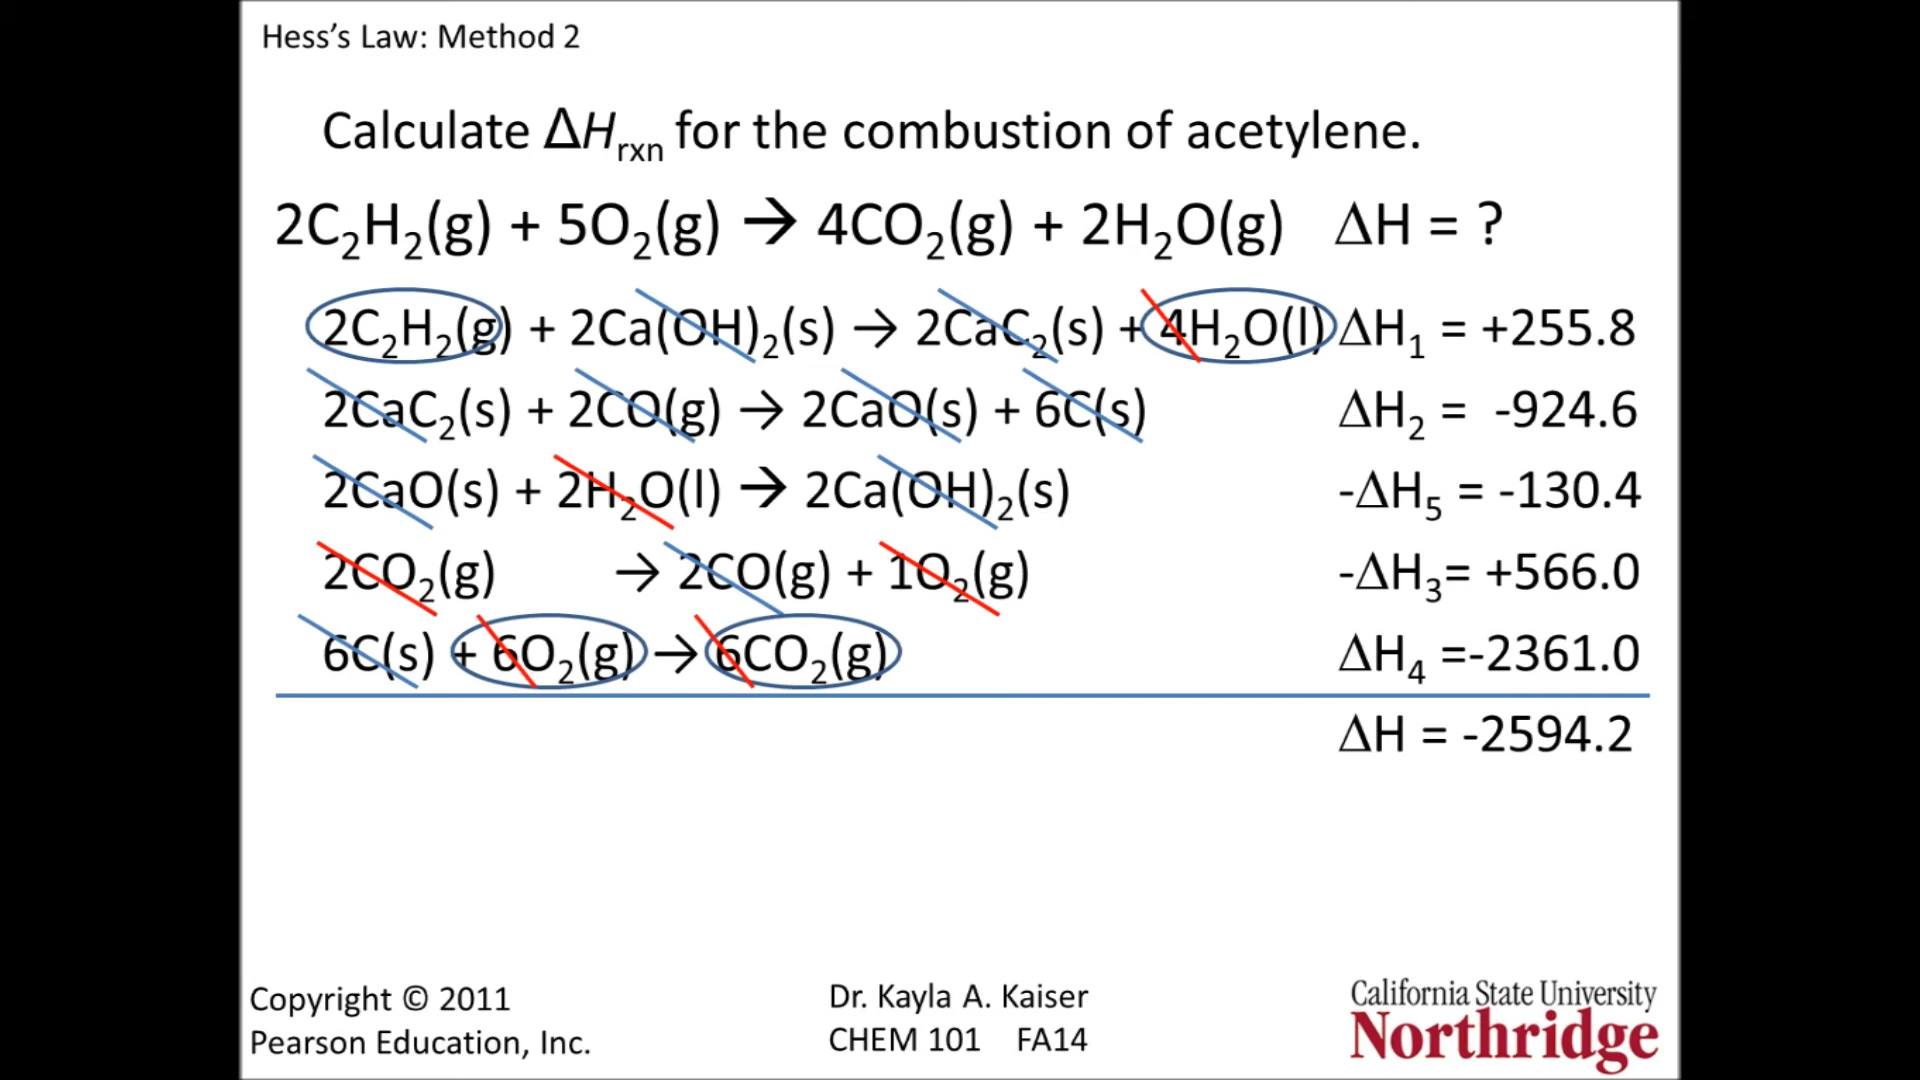 Hess's Law: Method 2
Calculate ΔHrxn for the combustion of acetylene.
2C₂H₂(g) + 5O₂(g) → 4CO₂(g) + 2H₂O(g) ΔH = ?
2C₂H₂(g) + 2Ca(OH)₂(s) → 2CaC₂(s) + 4H₂O(l) ΔH₁ = +255.8
2CaC₂(s) + 2CO(g) → 2CaO(s) + 6C(s) ΔH₂ = -924.6
2CaO(s) + 2H₂O(l) → 2Ca(OH)₂(s) -ΔH₅ = -130.4
2CO₂(g) → 2CO(g) + 1O₂(g) -ΔH₃= +566.0
6C(s) + 6O₂(g) → 6CO₂(g) ΔH₄ =-2361.0
ΔH = -2594.2
Copyright © 2011
Pearson Education, Inc.
Dr. Kayla A. Kaiser
CHEM 101 FA14
California State University
Northridge